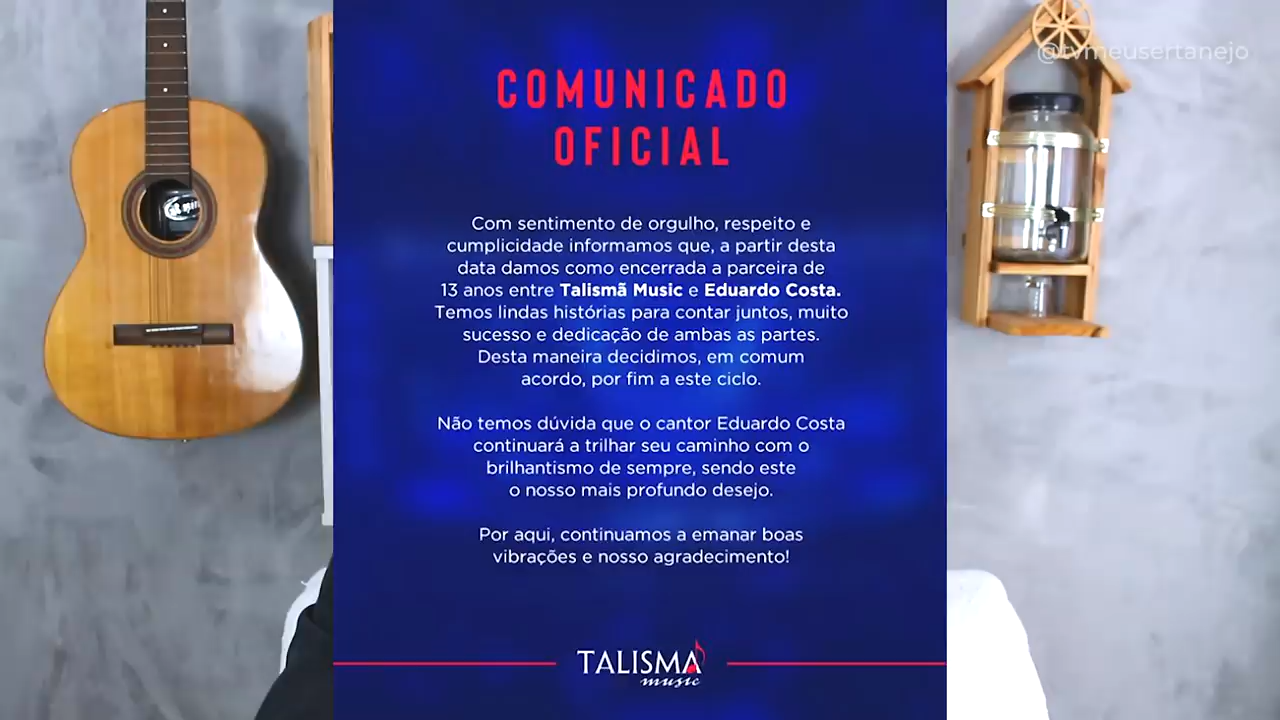 @tvmeusertanejo
COMUNICADO
OFICIAL
Com sentimento de orgulho, respeito e
cumplicidade informamos que, a partir desta
data damos como encerrada a parceira de
13 anos entre Talismã Music e Eduardo Costa.
Temos lindas histórias para contar juntos, muito
sucesso e dedicação de ambas as partes.
Desta maneira decidimos, em comum
acordo, por fim a este ciclo.
Não temos dúvida que o cantor Eduardo Costa
continuará a trilhar seu caminho com o
brilhantismo de sempre, sendo este
o nosso mais profundo desejo.
Por aqui, continuamos a emanar boas
vibrações e nosso agradecimento!
TALISMA
music